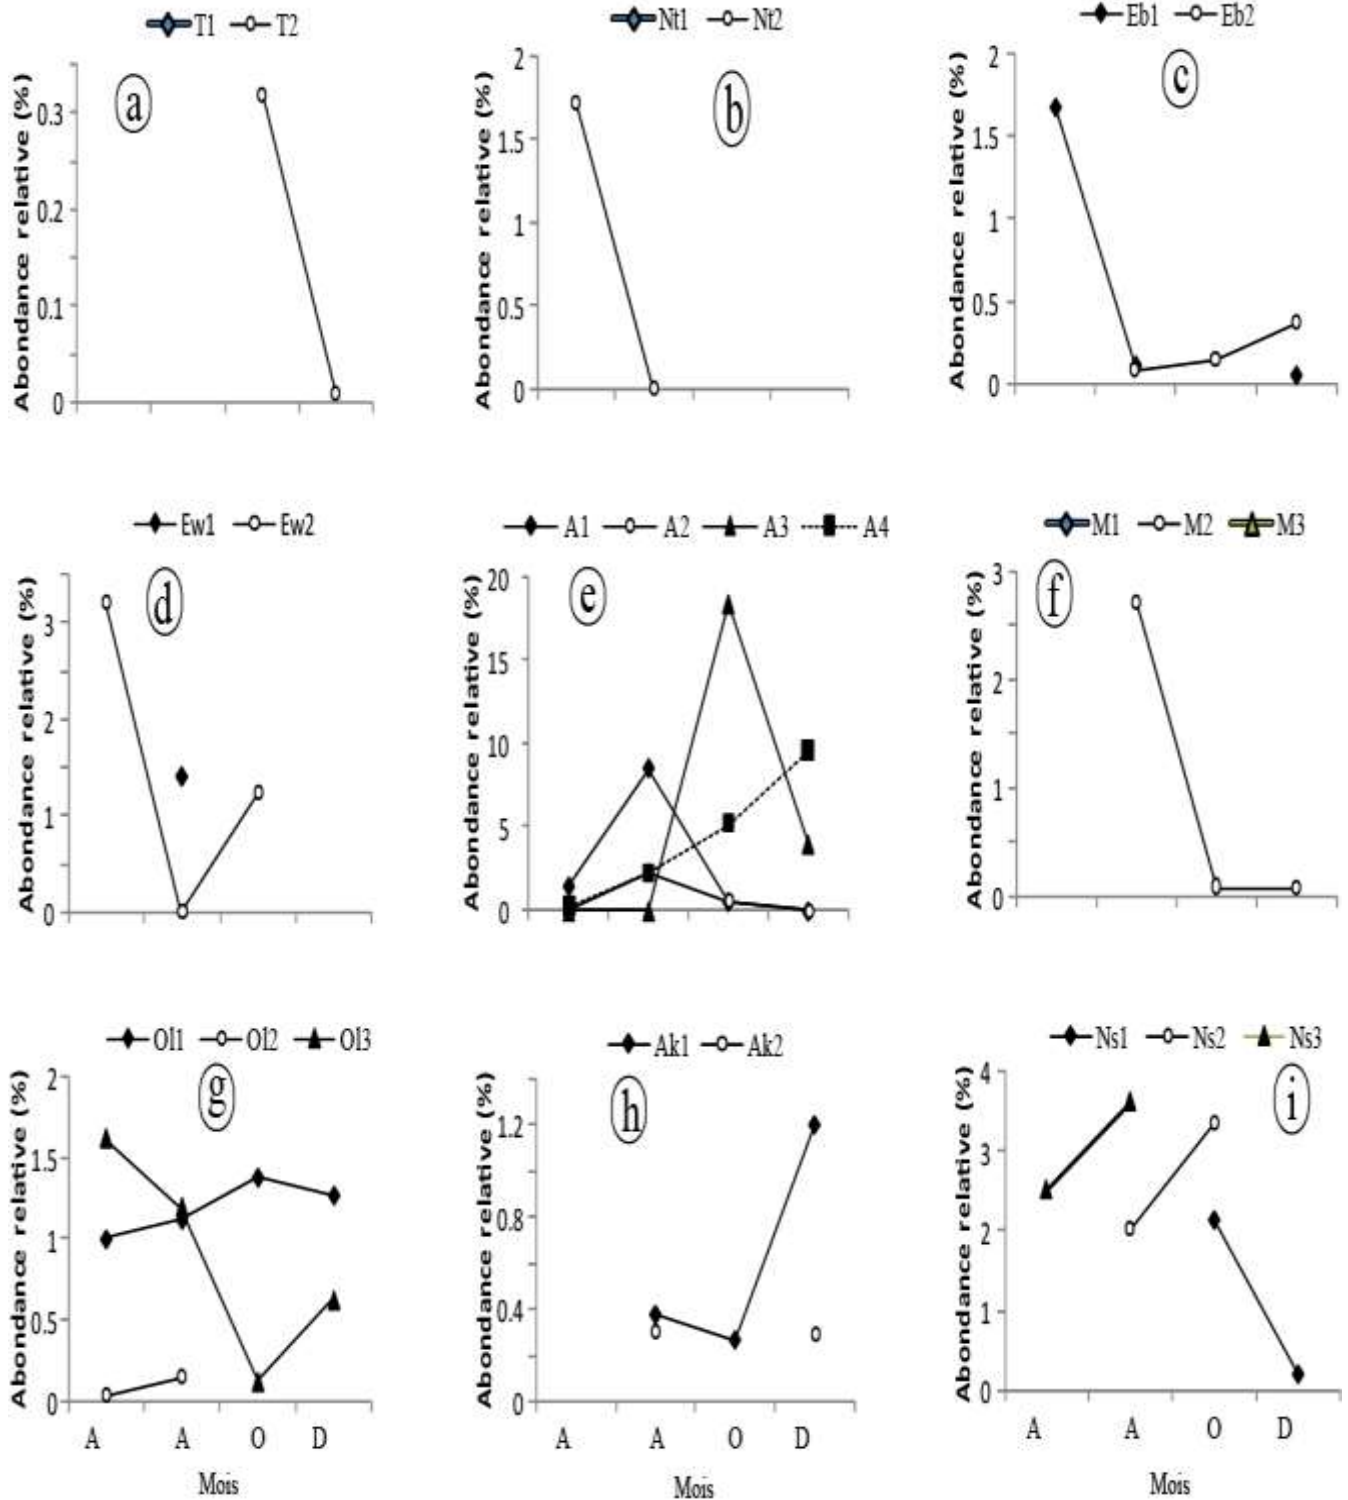 T1 T2
a
Abondance relative (%)
0.3
0.2
0.1
0
Nt1 Nt2
b
Abondance relative (%)
2
1.5
1
0.5
0
Eb1 Eb2
c
Abondance relative (%)
2
1.5
1
0.5
0
Ew1 Ew2
d
Abondance relative (%)
3
2
1
0
A1 A2 A3 A4
e
Abondance relative (%)
20
15
10
5
0
M1 M2 M3
f
Abondance relative (%)
3
2
1
0
Ol1 Ol2 Ol3
g
Abondance relative (%)
2
1.5
1
0.5
0
A A O D
Mois
Ak1 Ak2
h
Abondance relative (%)
1.2
0.8
0.4
0
A A O D
Mois
Ns1 Ns2 Ns3
i
Abondance relative (%)
4
3
2
1
0
A A O D
Mois